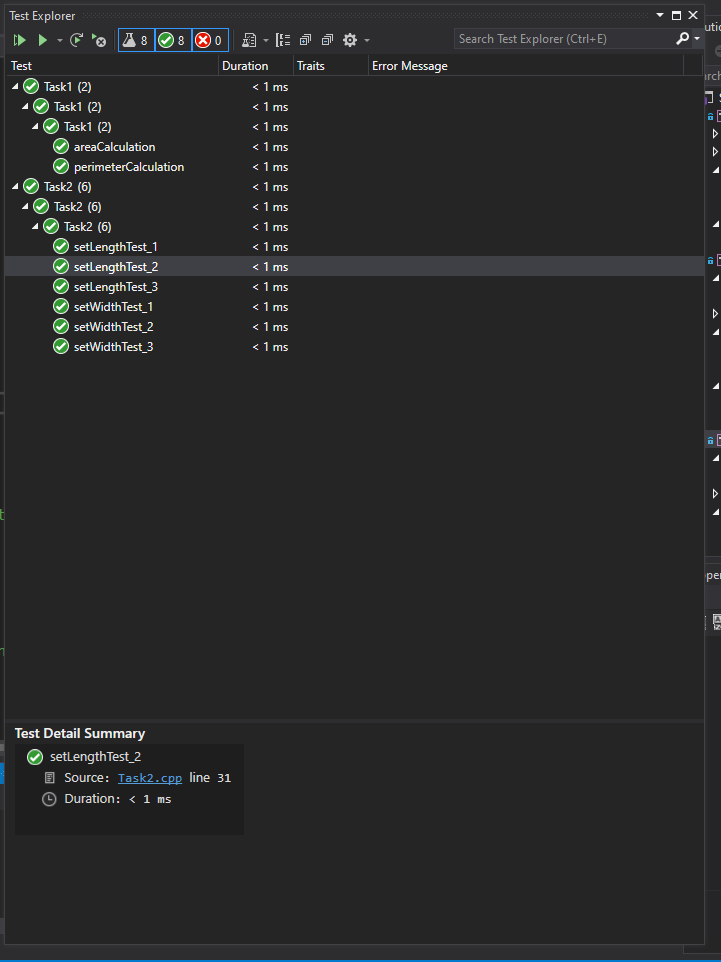 Test Explorer
8 8 0 Search Test Explorer (Ctrl+E)
Test Duration Traits Error Message
Task1 (2) < 1 ms
Task1 (2) < 1 ms
Task1 (2) < 1 ms
areaCalculation < 1 ms
perimeterCalculation < 1 ms
Task2 (6) < 1 ms
Task2 (6) < 1 ms
Task2 (6) < 1 ms
setLengthTest_1 < 1 ms
setLengthTest_2 < 1 ms
setLengthTest_3 < 1 ms
setWidthTest_1 < 1 ms
setWidthTest_2 < 1 ms
setWidthTest_3 < 1 ms
Test Detail Summary
setLengthTest_2
Source: Task2.cpp line 31
Duration: < 1 ms